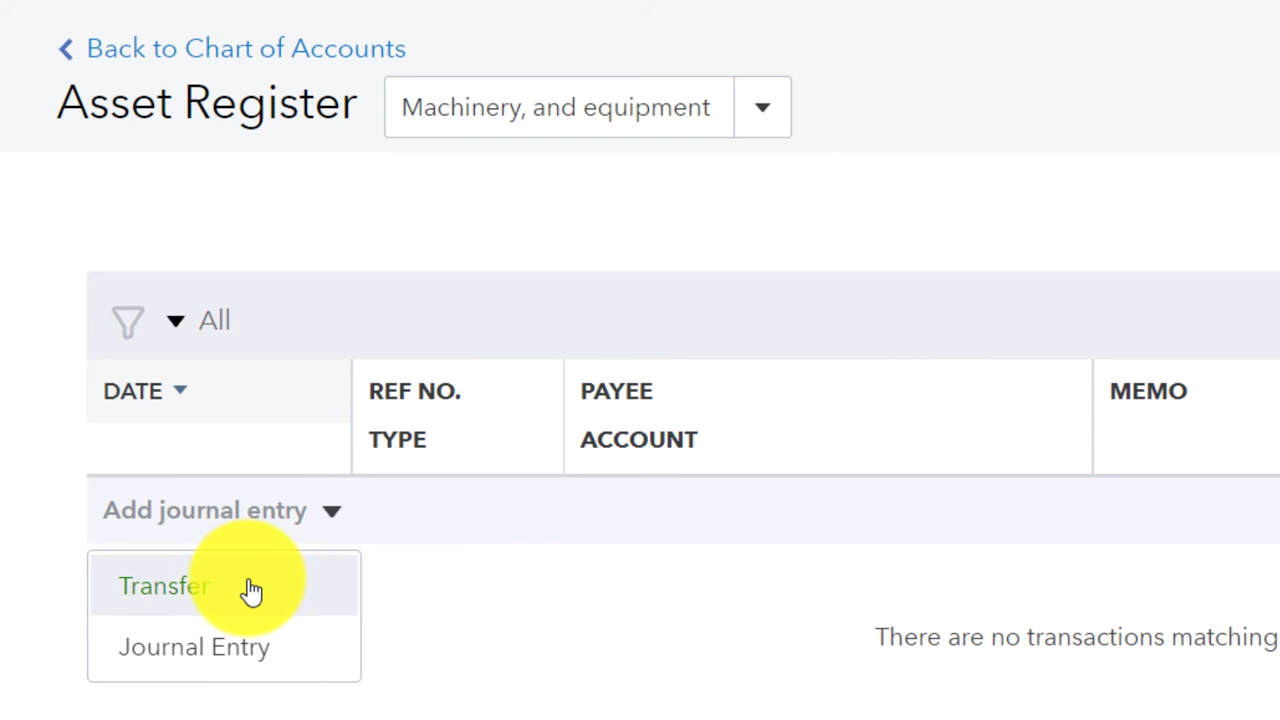 Back to Chart of Accounts
Asset Register
Machinery, and equipment
All
DATE
REF NO.
PAYEE
MEMO
TYPE
ACCOUNT
Add journal entry
Transfer
Journal Entry
There are no transactions matching